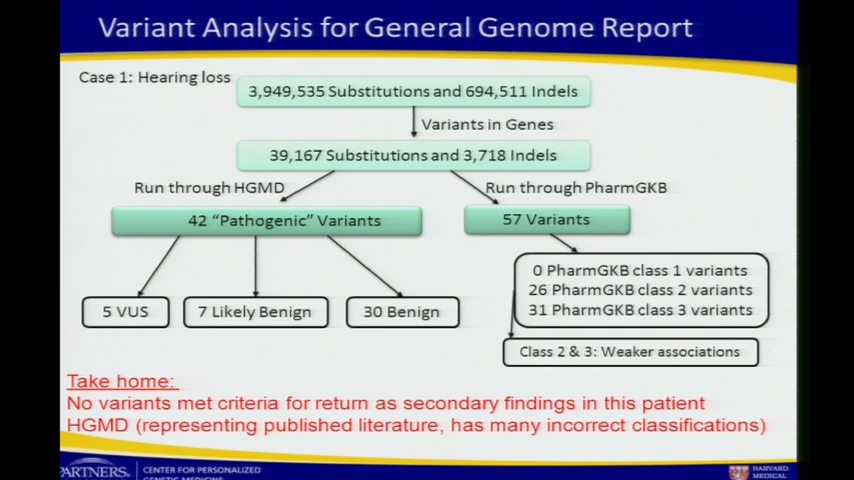 Variant Analysis for General Genome Report
Case 1: Hearing loss
3,949,535 Substitutions and 694,511 Indels
Variants in Genes
39,167 Substitutions and 3,718 Indels
Run through HGMD
Run through PharmGKB
42 “Pathogenic” Variants
57 Variants
0 PharmGKB class 1 variants
26 PharmGKB class 2 variants
31 PharmGKB class 3 variants
5 VUS
7 Likely Benign
30 Benign
Class 2 & 3: Weaker associations
Take home:
No variants met criteria for return as secondary findings in this patient
HGMD (representing published literature, has many incorrect classifications)
PARTNERS.
CENTER FOR PERSONALIZED
GENETIC MEDICINE
HARVARD
MEDICAL